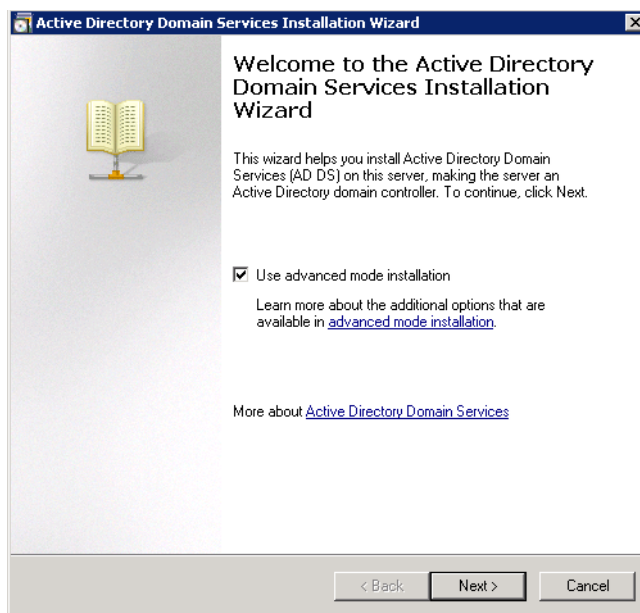 Active Directory Domain Services Installation Wizard
Welcome to the Active Directory
Domain Services Installation
Wizard
This wizard helps you install Active Directory Domain
Services (AD DS) on this server, making the server an
Active Directory domain controller. To continue, click Next.
Use advanced mode installation
Learn more about the additional options that are
available in advanced mode installation.
More about Active Directory Domain Services
< Back Next > Cancel